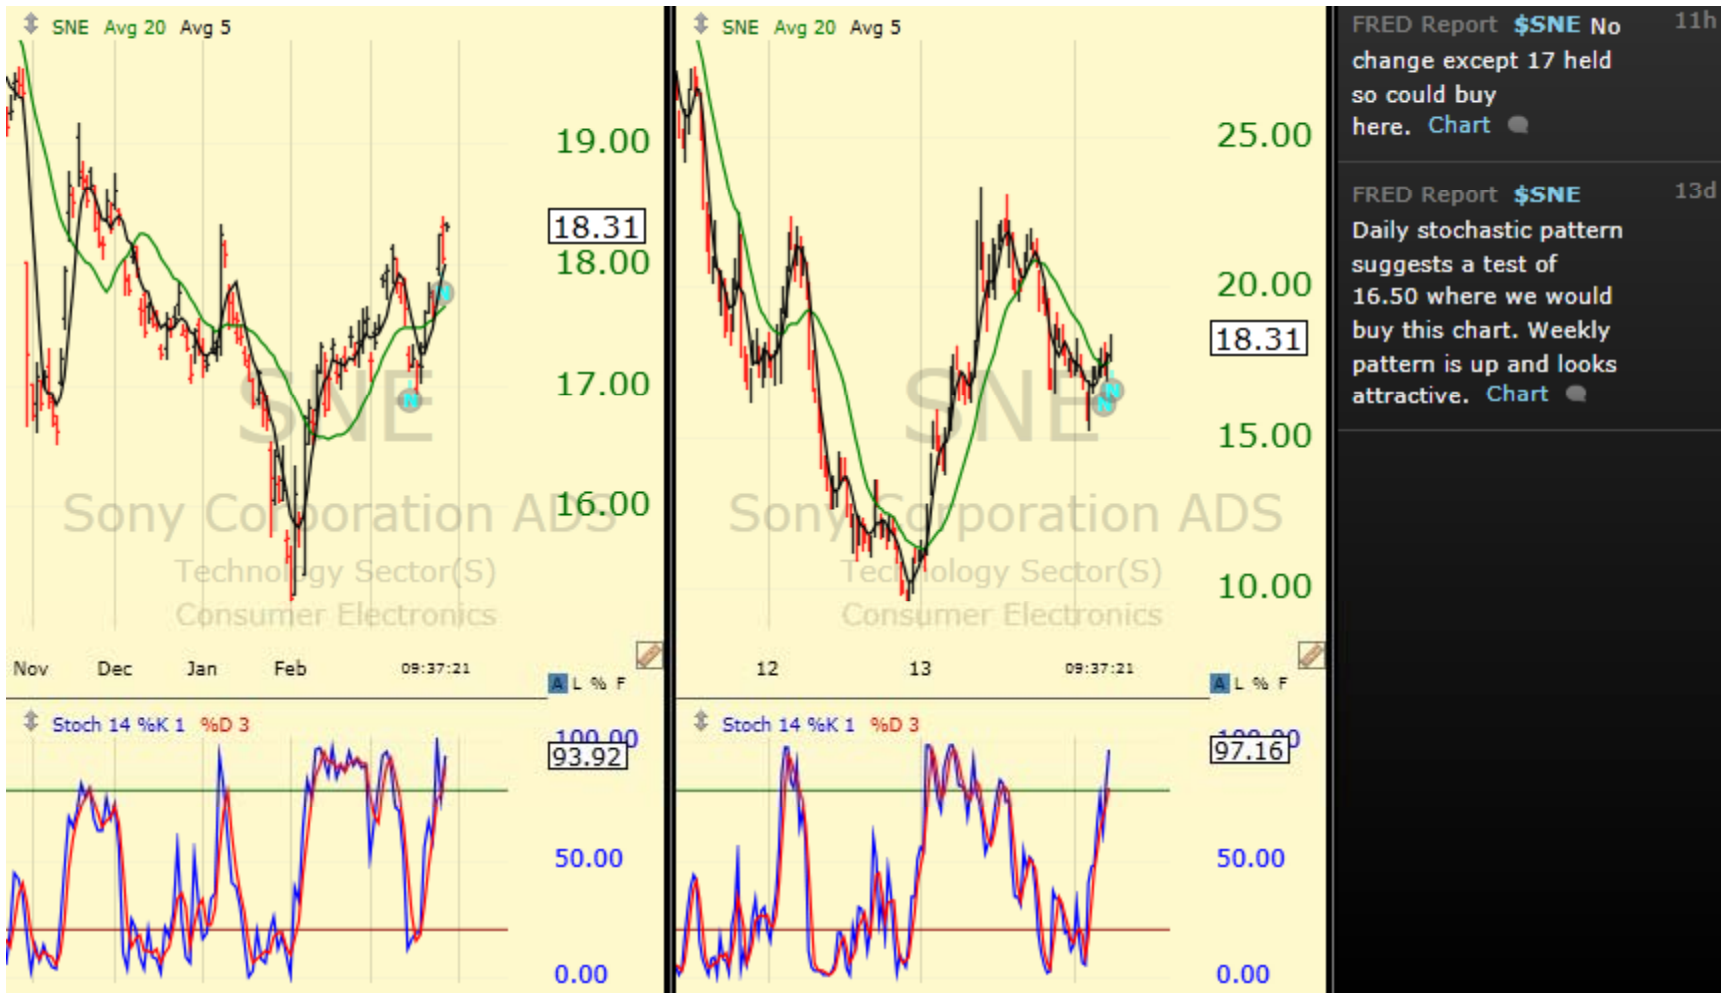 SNE Avg 20 Avg 5
19.00
18.31
18.00
17.00
16.00
SNE
Sony Corporation ADS
Technology Sector(S)
Consumer Electronics
Nov Dec Jan Feb 09:37:21
A L % F
Stoch 14 %K 1 %D 3
100.00
93.92
50.00
0.00
N
N
SNE Avg 20 Avg 5
25.00
20.00
18.31
15.00
10.00
SNE
Sony Corporation ADS
Technology Sector(S)
Consumer Electronics
12 13 09:37:21
A L % F
Stoch 14 %K 1 %D 3
100.00
97.16
50.00
0.00
N
N
FRED Report $SNE No 11h
change except 17 held
so could buy
here. Chart
FRED Report $SNE 13d
Daily stochastic pattern
suggests a test of
16.50 where we would
buy this chart. Weekly
pattern is up and looks
attractive. Chart